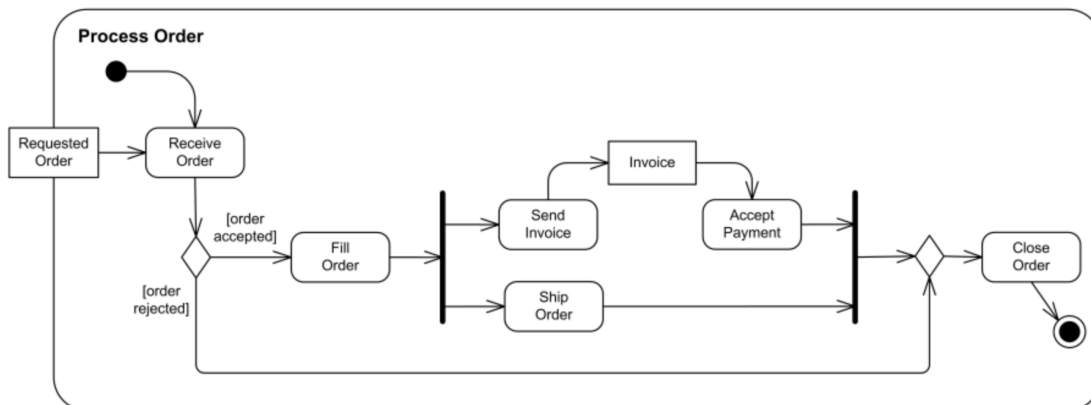 Process Order
Requested
Order
Receive
Order
[order
accepted]
[order
rejected]
Fill
Order
Send
Invoice
Invoice
Accept
Payment
Ship
Order
Close
Order